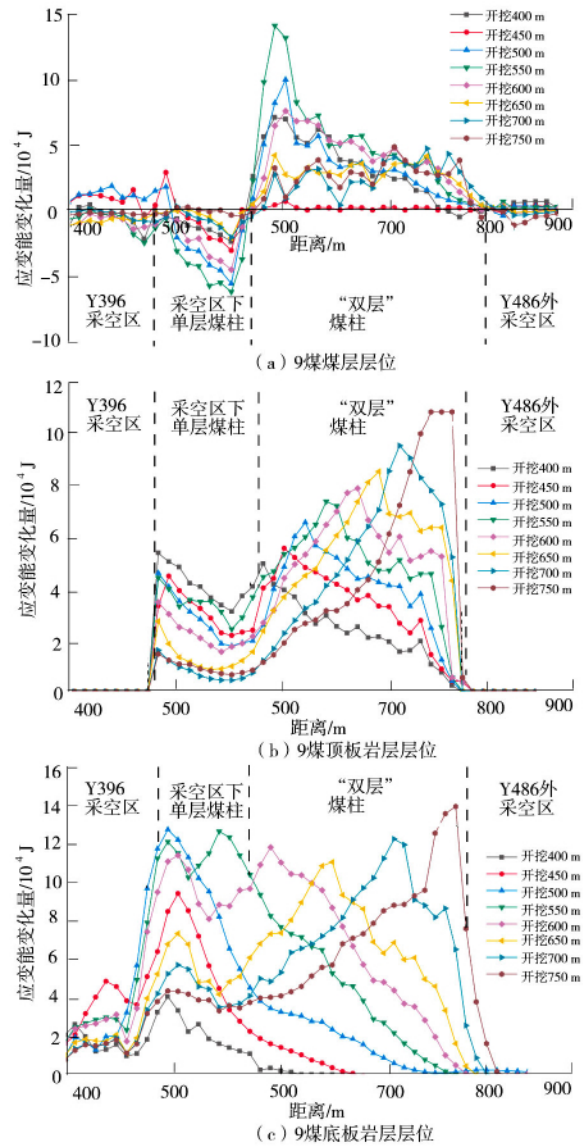 15
10
5
0
-5
-10
应变能变化量/10⁴ J
开挖400 m
开挖450 m
开挖500 m
开挖550 m
开挖600 m
开挖650 m
开挖700 m
开挖750 m
400 500 500 700 800 900
距离/m
Y396
采空区
采空区下
单层煤柱
“双层”
煤柱
Y486外
采空区
(a) 9煤煤层层位
12
10
8
6
4
2
0
应变能变化量/10⁴ J
Y396
采空区
采空区下
单层煤柱
“双层”
煤柱
Y486外
采空区
开挖400 m
开挖450 m
开挖500 m
开挖550 m
开挖600 m
开挖650 m
开挖700 m
开挖750 m
400 500 500 700 800 900
距离/m
(b) 9煤顶板岩层层位
16
14
12
10
8
6
4
2
0
应变能变化量/10⁴ J
Y396
采空区
采空区下
单层煤柱
“双层”
煤柱
Y486外
采空区
开挖400 m
开挖450 m
开挖500 m
开挖550 m
开挖600 m
开挖650 m
开挖700 m
开挖750 m
400 500 500 700 800 900
距离/m
(c) 9煤底板岩层层位